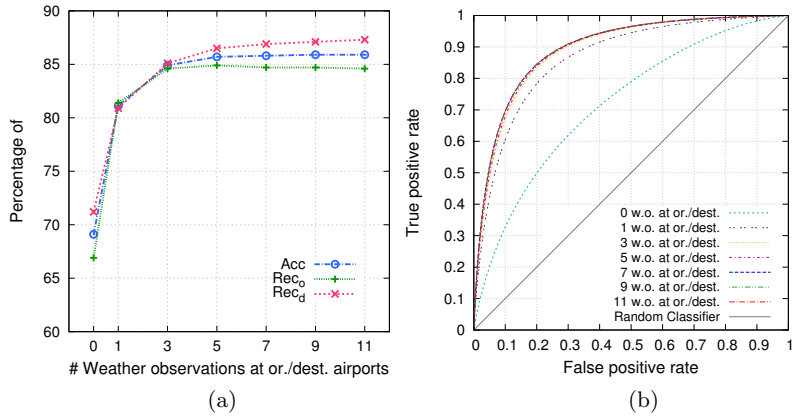 90
85
80
75
70
65
60
Percentage of
Acc
Rec_o
Rec_d
0 1 3 5 7 9 11
# Weather observations at or./dest. airports
(a)
1
0.9
0.8
0.7
0.6
0.5
0.4
0.3
0.2
0.1
0
True positive rate
0 w.o. at or./dest.
1 w.o. at or./dest.
3 w.o. at or./dest.
5 w.o. at or./dest.
7 w.o. at or./dest.
9 w.o. at or./dest.
11 w.o. at or./dest.
Random Classifier
0 0.1 0.2 0.3 0.4 0.5 0.6 0.7 0.8 0.9 1
False positive rate
(b)